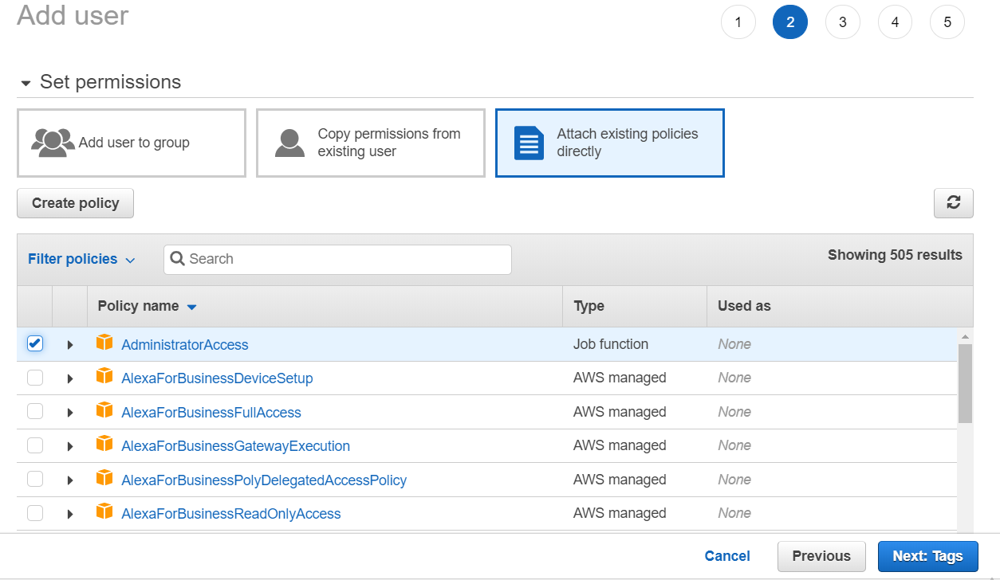 Add user
1 2 3 4 5
Set permissions
Add user to group
Copy permissions from
existing user
Attach existing policies
directly
Create policy
Filter policies Search Showing 505 results
Policy name Type Used as
AdministratorAccess Job function None
AlexaForBusinessDeviceSetup AWS managed None
AlexaForBusinessFullAccess AWS managed None
AlexaForBusinessGatewayExecution AWS managed None
AlexaForBusinessPolyDelegatedAccessPolicy AWS managed None
AlexaForBusinessReadOnlyAccess AWS managed None
Cancel Previous Next: Tags